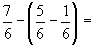 7/6 − (5/6 − 1/6) =